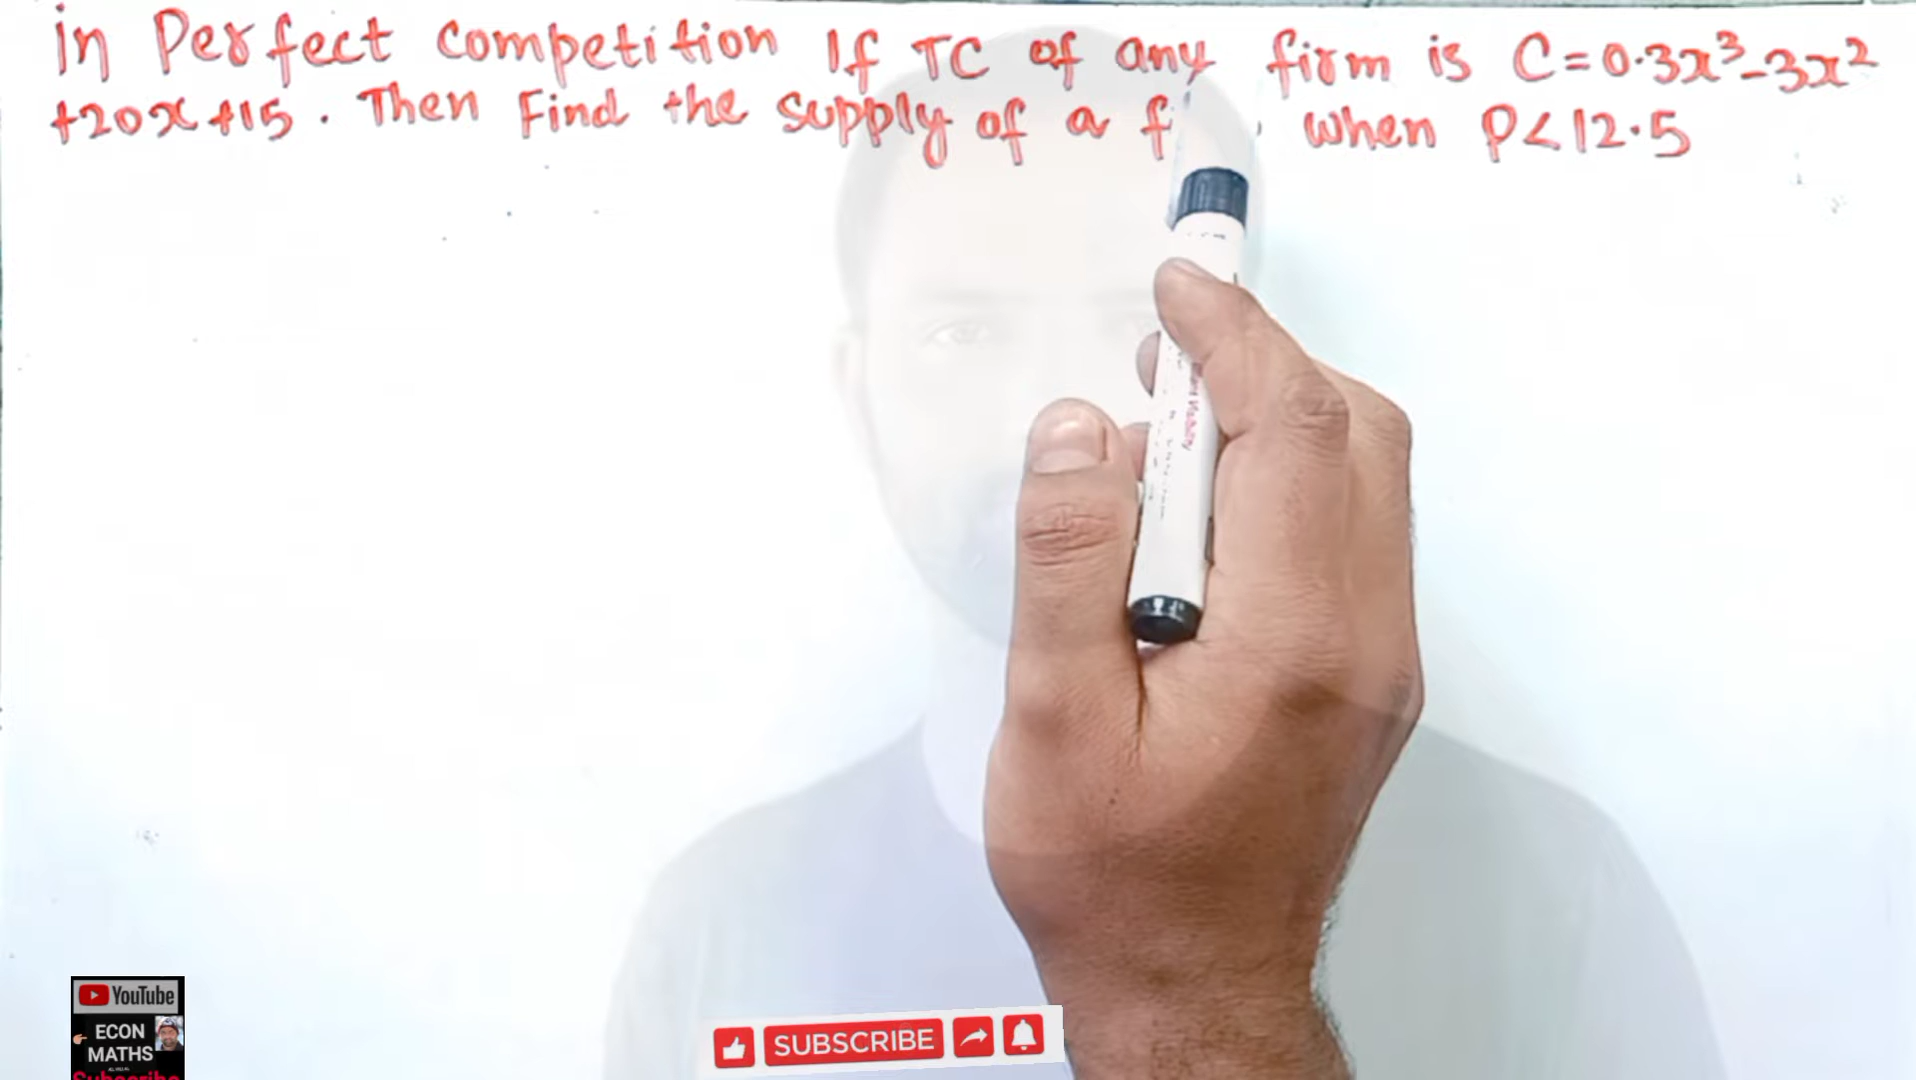 in Perfect competition If TC of any firm is C=0.3x³-3x²
+20x+15. Then Find the supply of a f when P<12.5
YouTube
ECON
MATHS
Subscribe
SUBSCRIBE